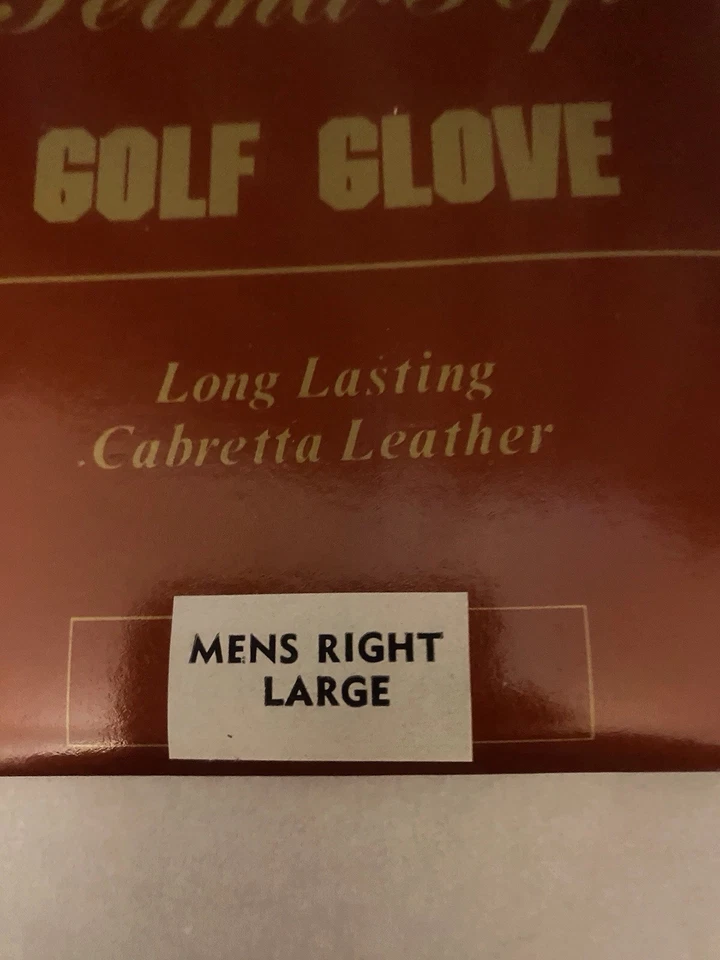 GOLF GLOVE
Long Lasting
Cabretta Leather
MENS RIGHT
LARGE